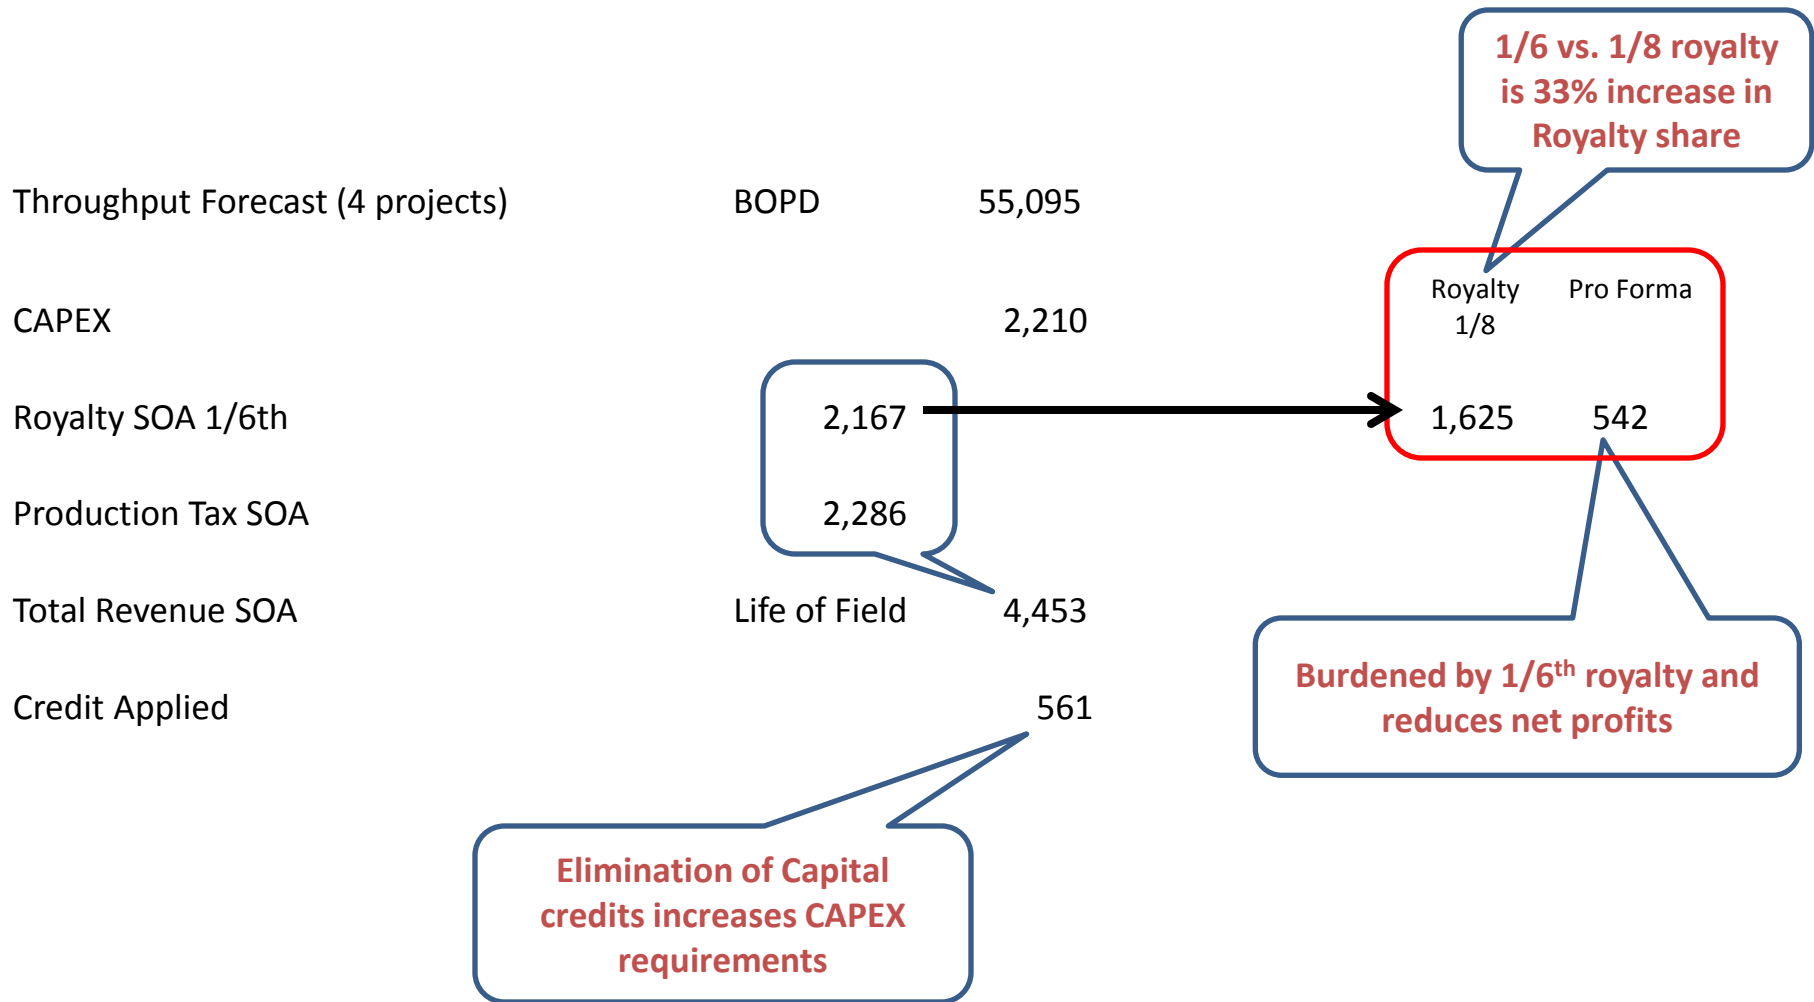 1/6 vs. 1/8 royalty
is 33% increase in
Royalty share
Throughput Forecast (4 projects) BOPD 55,095
Royalty Pro Forma
1/8
CAPEX 2,210
Royalty SOA 1/6th 2,167 1,625 542
Production Tax SOA 2,286
Total Revenue SOA Life of Field 4,453
Burdened by 1/6th royalty and
reduces net profits
Credit Applied 561
Elimination of Capital
credits increases CAPEX
requirements